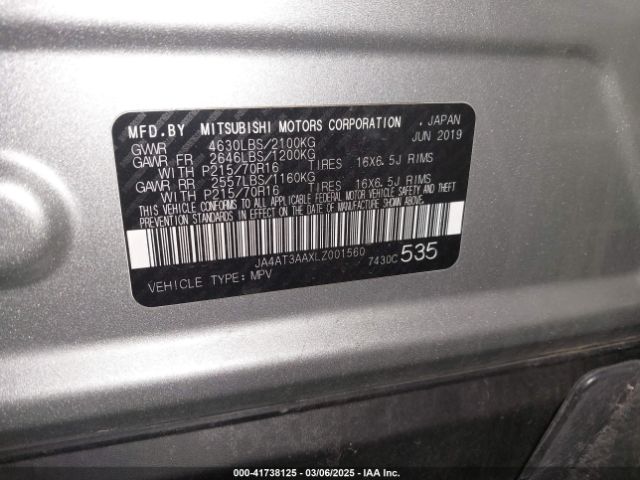 MFD.BY MITSUBISHI MOTORS CORPORATION . JAPAN
JUN 2019
GVWR 4630LBS/2100KG
GAWR FR 2646LBS/1200KG
WITH P215/70R16 TIRES 16X6.5J RIMS
GAWR RR 2557LBS/1160KG
WITH P215/70R16 TIRES 16X6.5J RIMS
THIS VEHICLE CONFORMS TO ALL APPLICABLE FEDERAL MOTOR VEHICLE SAFETY AND THEFT
PREVENTION STANDARDS IN EFFECT ON THE DATE OF MANUFACTURE SHOWN ABOVE.
JA4AT3AAXLZ001560
7430C 535
VEHICLE TYPE: MPV
000-41738125 - 03/06/2025 - IAA Inc.